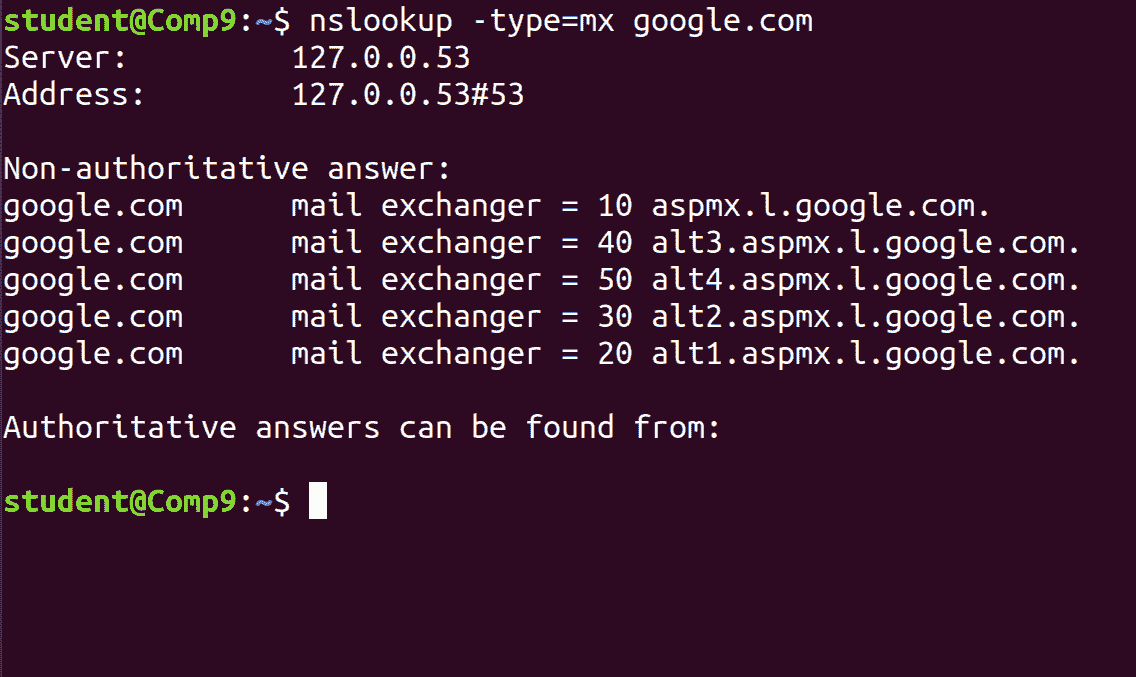 student@Comp9:~$ nslookup -type=mx google.com
Server:         127.0.0.53
Address:        127.0.0.53#53

Non-authoritative answer:
google.com      mail exchanger = 10 aspmx.l.google.com.
google.com      mail exchanger = 40 alt3.aspmx.l.google.com.
google.com      mail exchanger = 50 alt4.aspmx.l.google.com.
google.com      mail exchanger = 30 alt2.aspmx.l.google.com.
google.com      mail exchanger = 20 alt1.aspmx.l.google.com.

Authoritative answers can be found from:

student@Comp9:~$